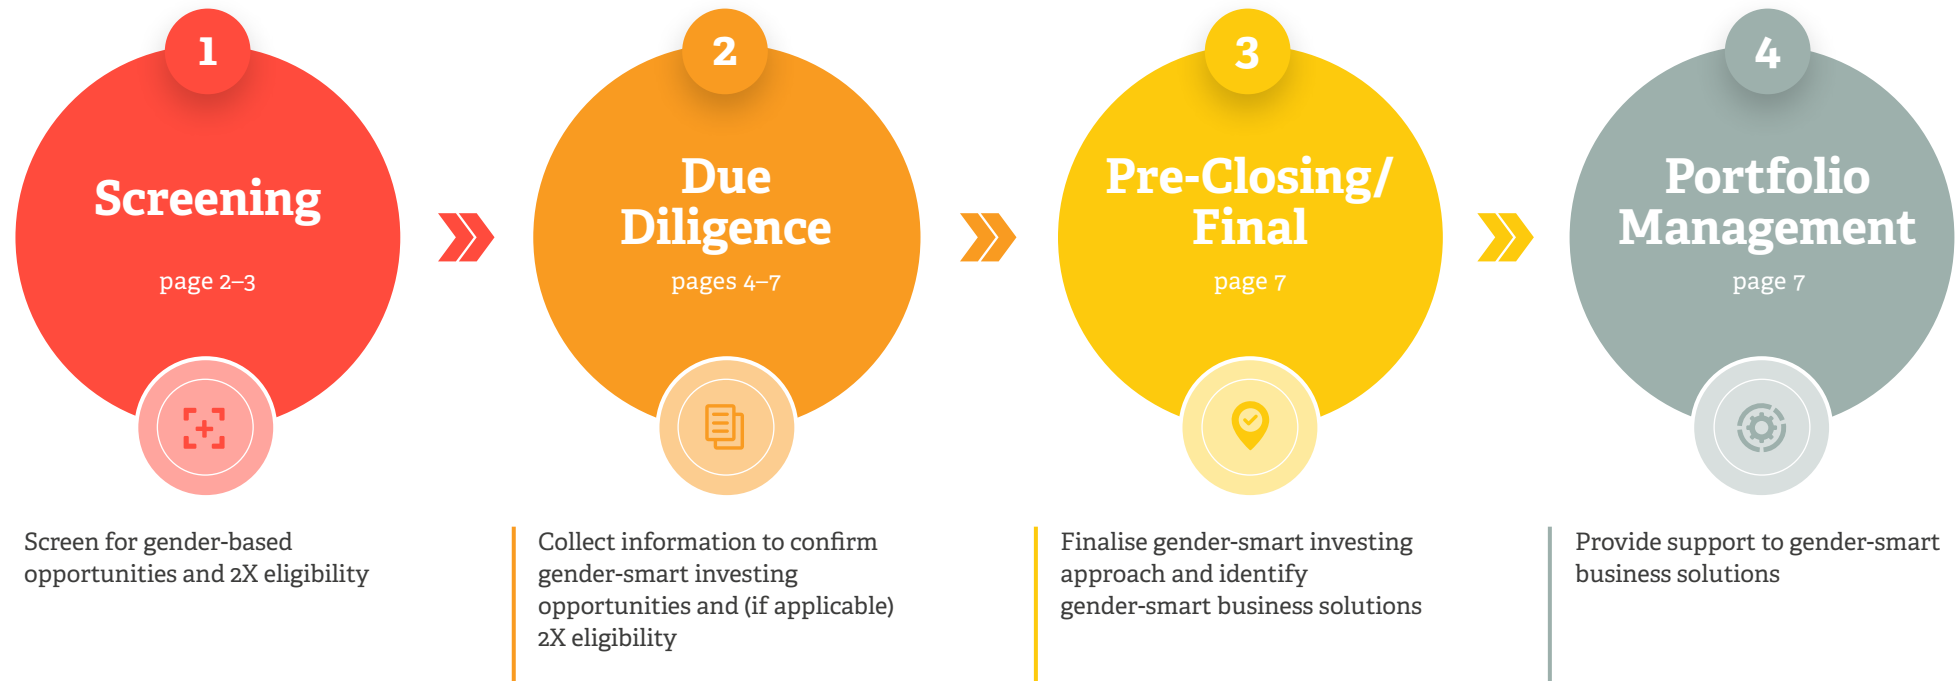 1
Screening
page 2–3
Screen for gender-based
opportunities and 2X eligibility
2
Due
Diligence
pages 4–7
Collect information to confirm
gender-smart investing
opportunities and (if applicable)
2X eligibility
3
Pre-Closing/
Final
page 7
Finalise gender-smart investing
approach and identify
gender-smart business solutions
4
Portfolio
Management
page 7
Provide support to gender-smart
business solutions